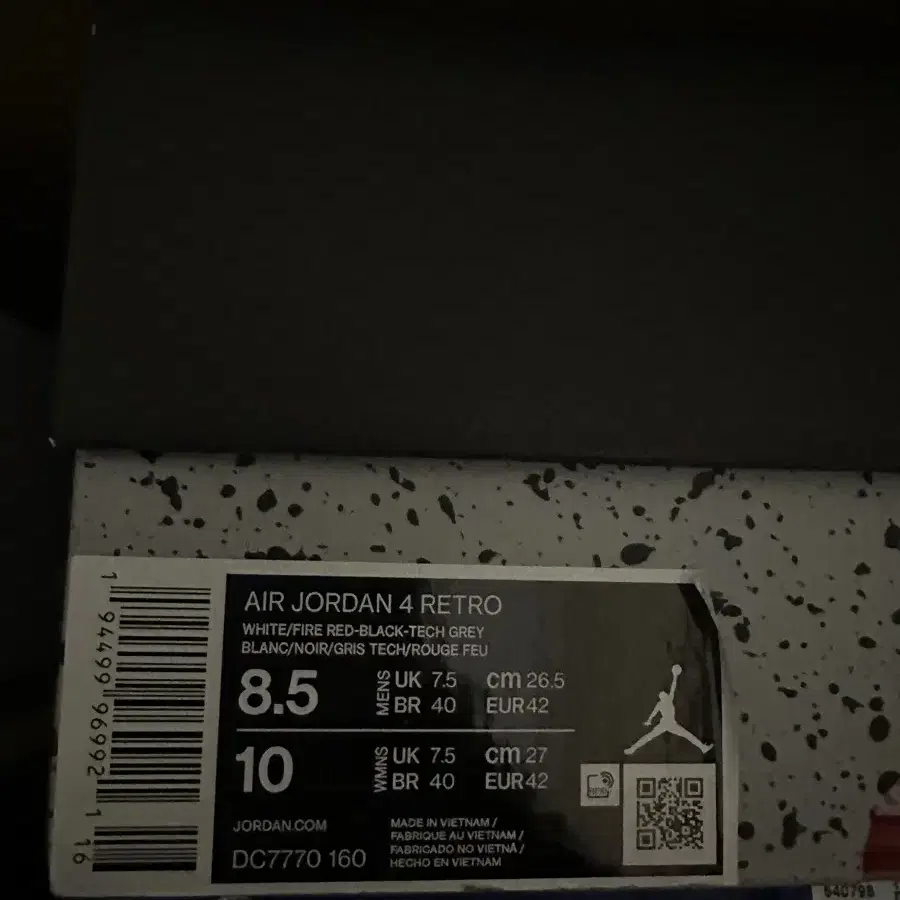 AIR JORDAN 4 RETRO
WHITE/FIRE RED-BLACK-TECH GREY
BLANC/NOIR/GRIS TECH/ROUGE FEU
8.5 MENS UK 7.5 cm 26.5
BR 40 EUR 42
10 WMNS UK 7.5 cm 27
BR 40 EUR 42
JORDAN.COM
DC7770 160
MADE IN VIETNAM /
FABRIQUE AU VIETNAM /
FABRICADO NO VIETNÃ /
HECHO EN VIETNAM
1 94499 96992 1 16
640798